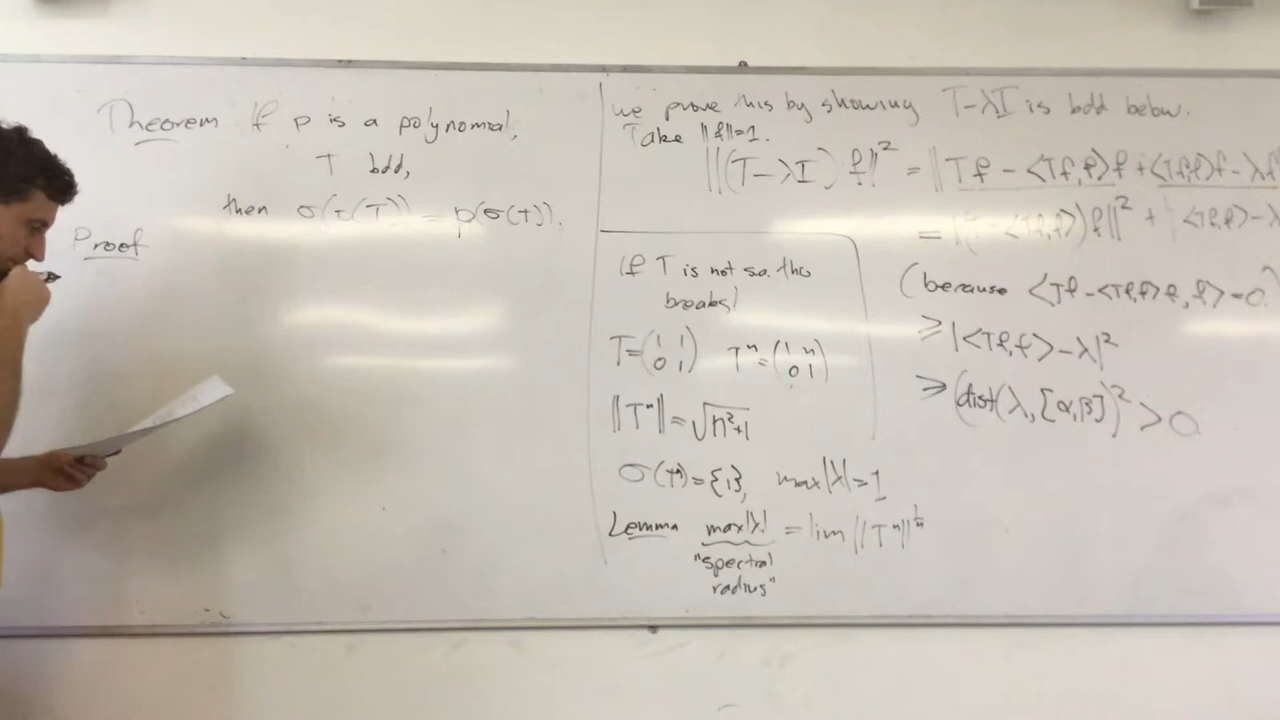 Theorem If p is a polynomial,
T bdd,
then σ(p(T)) = p(σ(T)).
Proof
we prove this by showing T-λI is bdd below.
Take ||f||=1.
||(T-λI)f||² = ||Tf - <Tf,f>f + <Tf,f>f - λf
= ||(T - <Tf,f>)f||² + |<Tf,f> - λ
(because <Tf - <Tf,f>f, f> = 0.)
≥ |<Tf,f> - λ|²
≥ (dist(λ, [α,β])² > 0
If T is not s.a. this
breaks!
T = (1 1; 0 1) Tⁿ = (1 n; 0 1)
||Tⁿ|| = √n²+1
σ(Tⁿ) = {1}, max|λ| = 1
Lemma max|λ| = lim ||Tⁿ||^(1/n)
"spectral
radius"